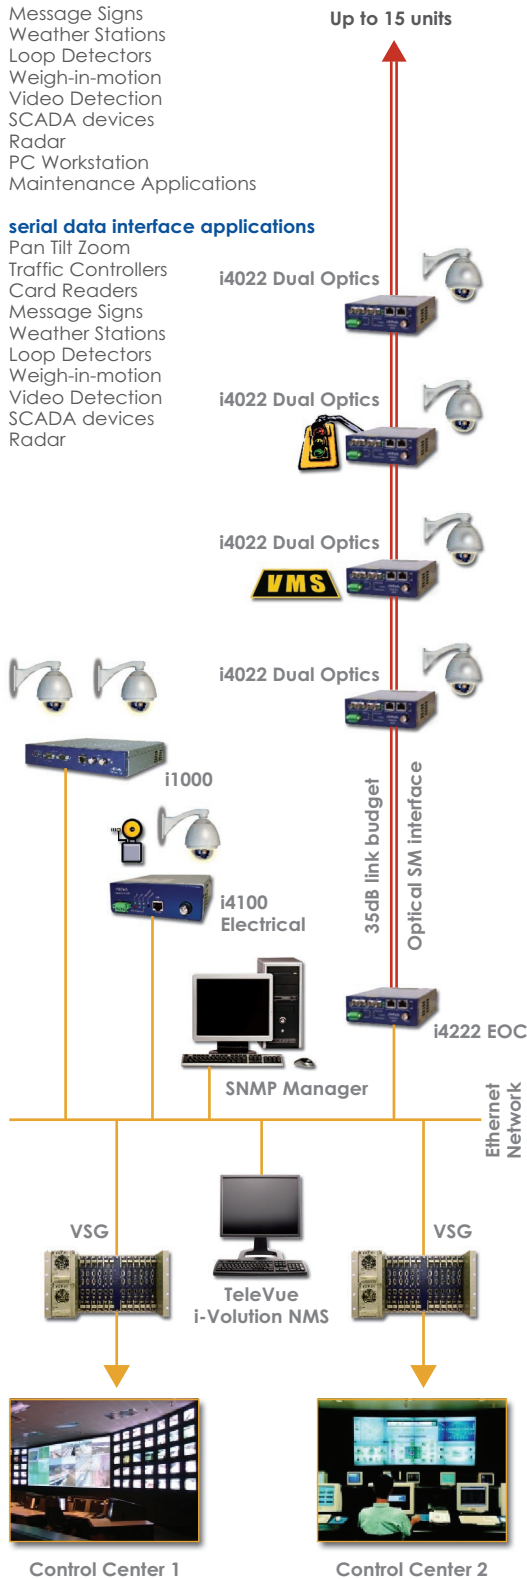 Message Signs
Weather Stations
Loop Detectors
Weigh-in-motion
Video Detection
SCADA devices
Radar
PC Workstation
Maintenance Applications
serial data interface applications
Pan Tilt Zoom
Traffic Controllers
Card Readers
Message Signs
Weather Stations
Loop Detectors
Weigh-in-motion
Video Detection
SCADA devices
Radar
Up to 15 units
i4022 Dual Optics
i4022 Dual Optics
i4022 Dual Optics
VMS
i4022 Dual Optics
i1000
i4100
Electrical
35dB link budget
Optical SM interface
i4222 EOC
SNMP Manager
Ethernet
Network
VSG
VSG
TeleVue
i-Volution NMS
Control Center 1
Control Center 2